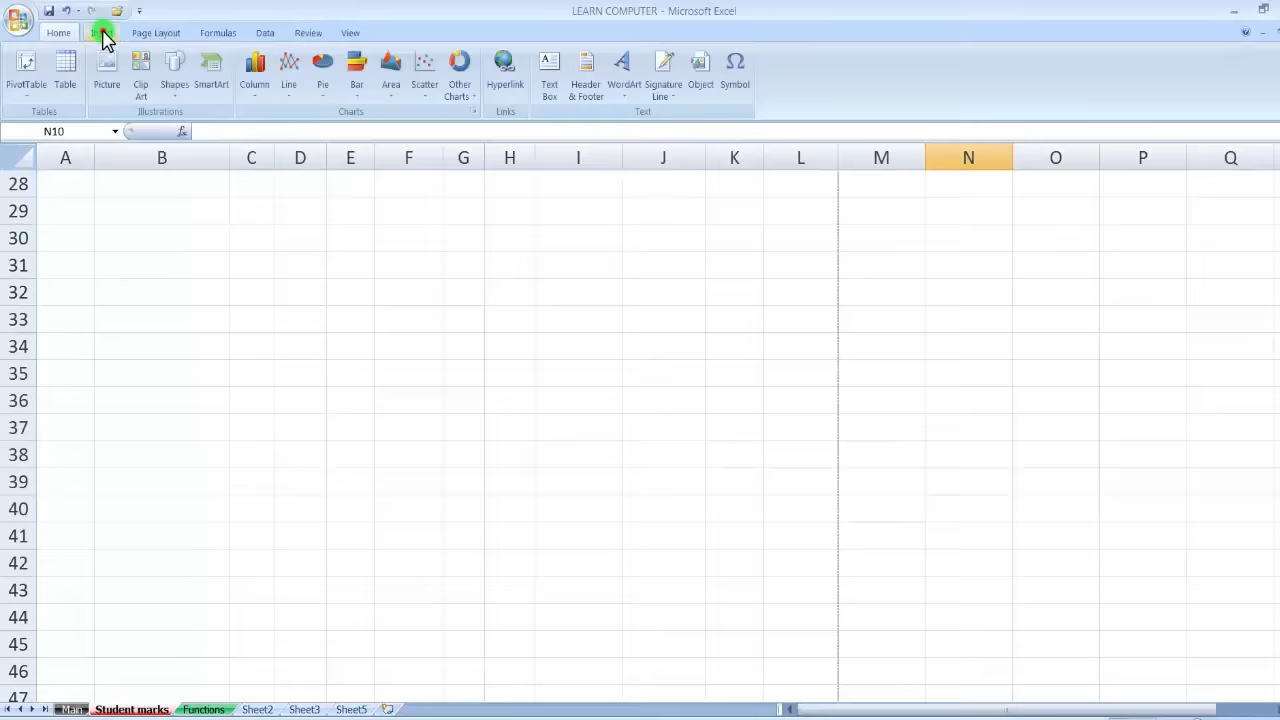 LEARN COMPUTER - Microsoft Excel
Home Page Layout Formulas Data Review View
PivotTable Table Picture Clip Art Shapes SmartArt Column Line Pie Bar Area Scatter Other Charts Hyperlink Text Box Header & Footer WordArt Signature Line Object Symbol
Tables Illustrations Charts Links Text
N10 fx
A B C D E F G H I J K L M N O P Q
28
29
30
31
32
33
34
35
36
37
38
39
40
41
42
43
44
45
46
47
Main Student marks Functions Sheet2 Sheet3 Sheet5